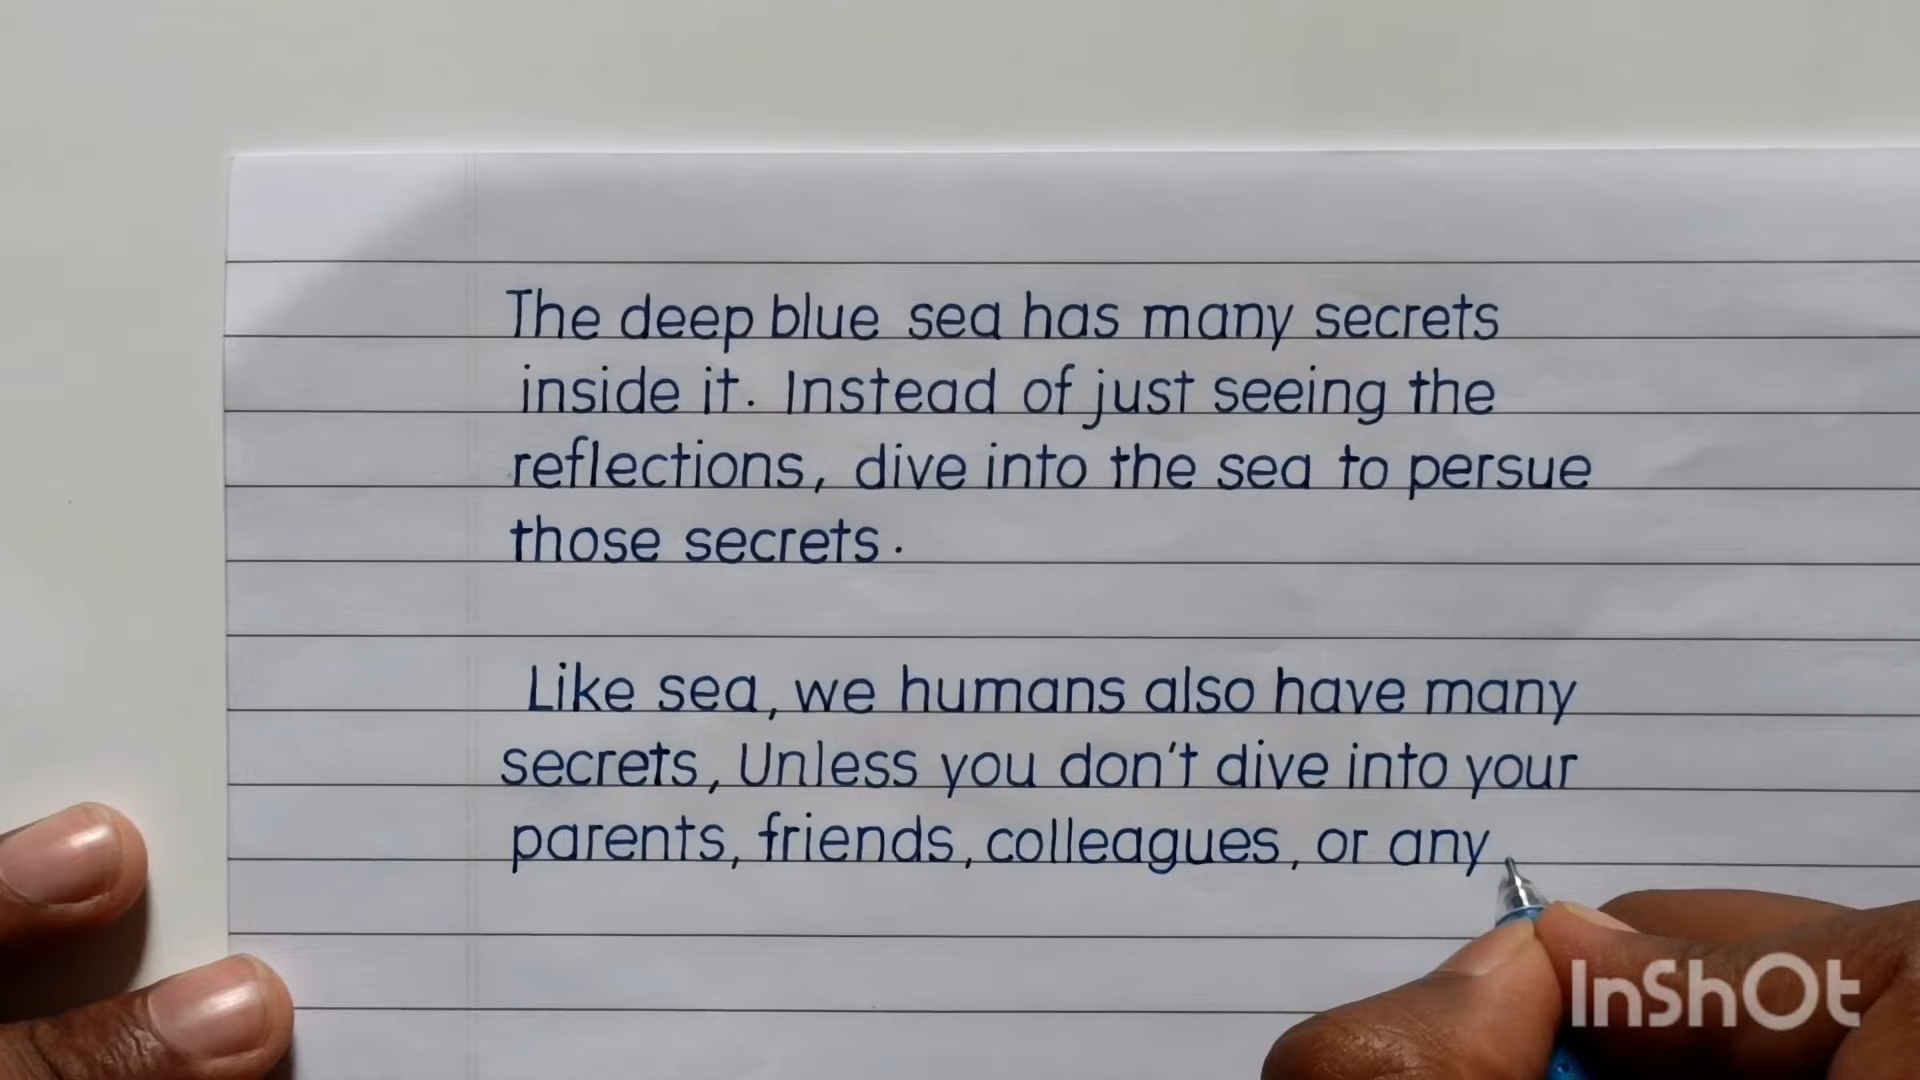 The deep blue sea has many secrets
inside it. Instead of just seeing the
reflections, dive into the sea to persue
those secrets.
Like sea, we humans also have many
secrets, Unless you don't dive into your
parents, friends, colleagues, or any
InShOt